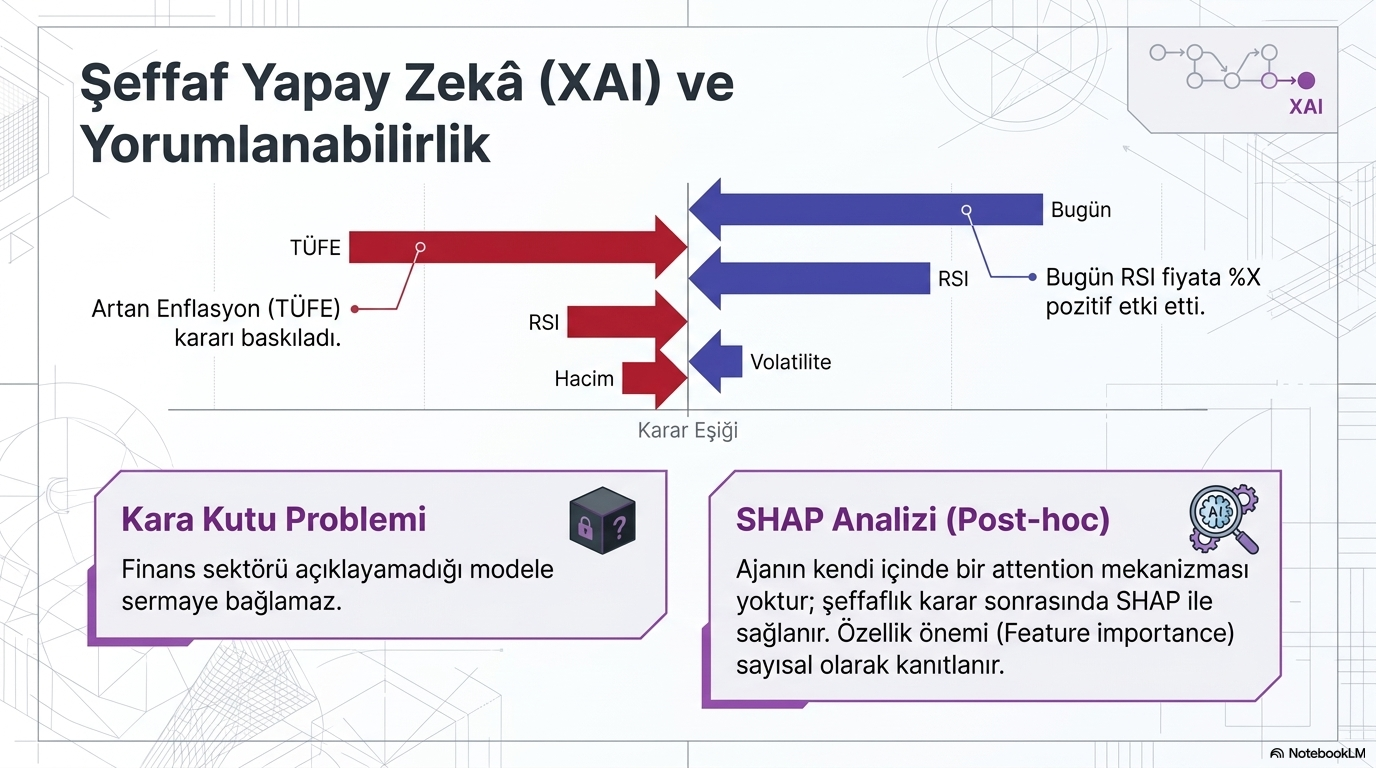 Şeffaf Yapay Zekâ (XAI) ve
Yorumlanabilirlik
XAI
TÜFE
Artan Enflasyon (TÜFE)
kararı baskıladı.
RSI
Hacim
Bugün
RSI
Bugün RSI fiyata %X
pozitif etki etti.
Volatilite
Karar Eşiği
Kara Kutu Problemi
?
Finans sektörü açıklayamadığı modele
sermaye bağlamaz.
SHAP Analizi (Post-hoc)
AI
Ajanın kendi içinde bir attention mekanizması
yoktur; şeffaflık karar sonrasında SHAP ile
sağlanır. Özellik önemi (Feature importance)
sayısal olarak kanıtlanır.
NotebookLM